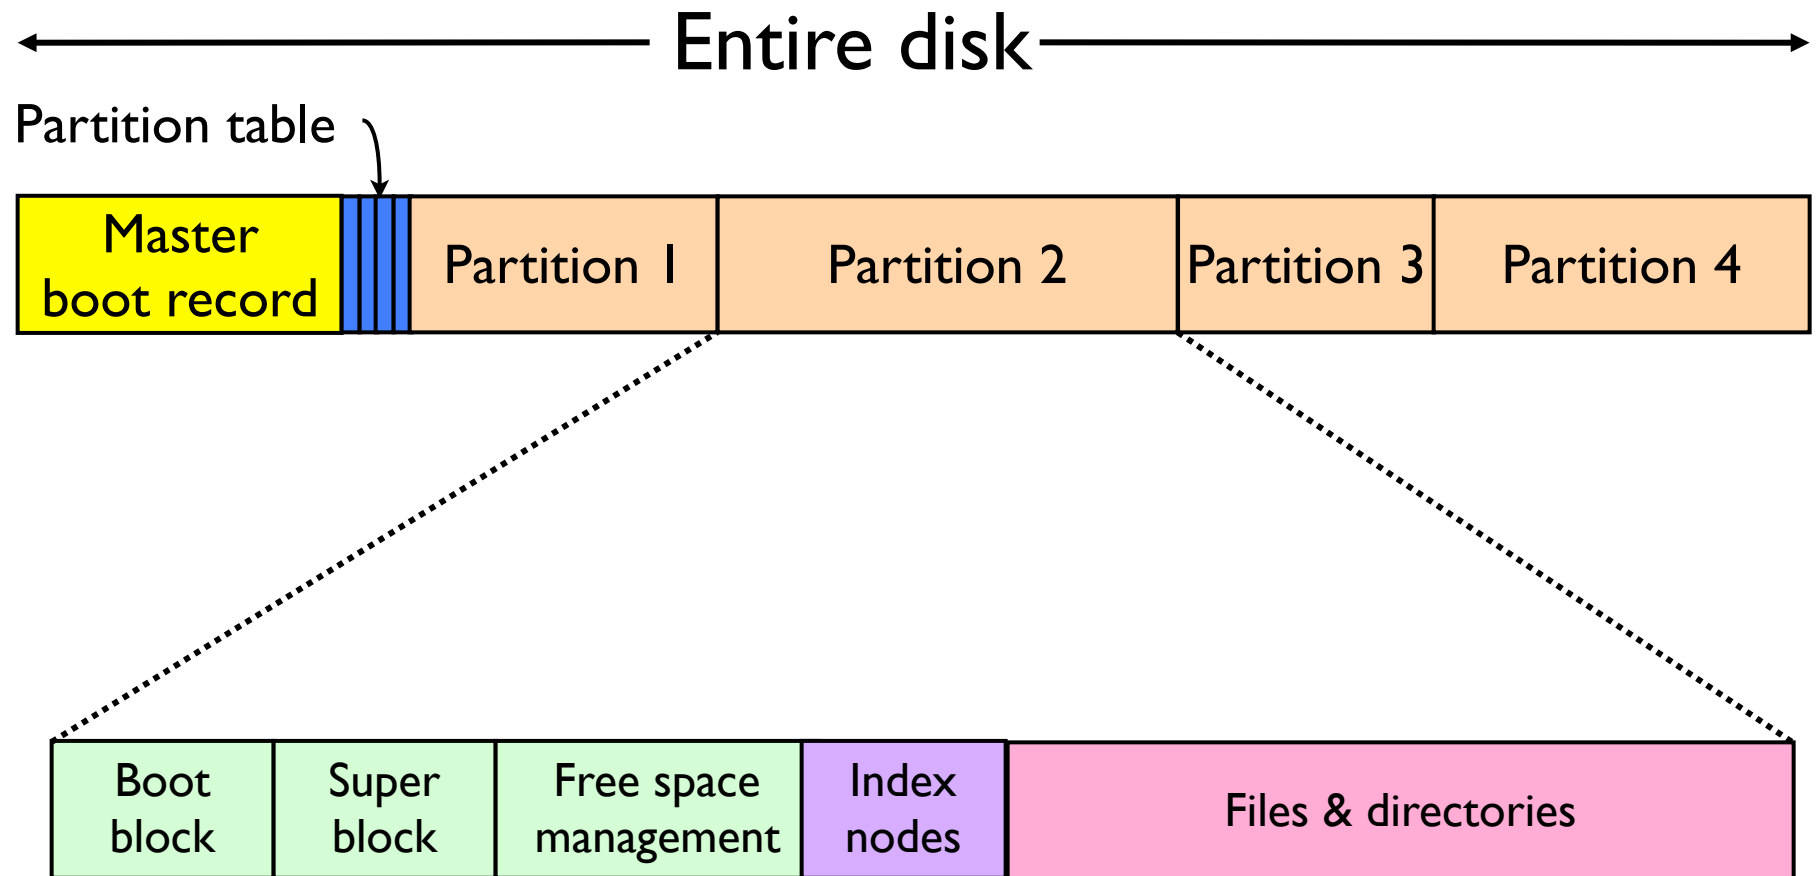 Entire disk
Partition table
Master
boot record
Partition 1
Partition 2
Partition 3
Partition 4
Boot
block
Super
block
Free space
management
Index
nodes
Files & directories